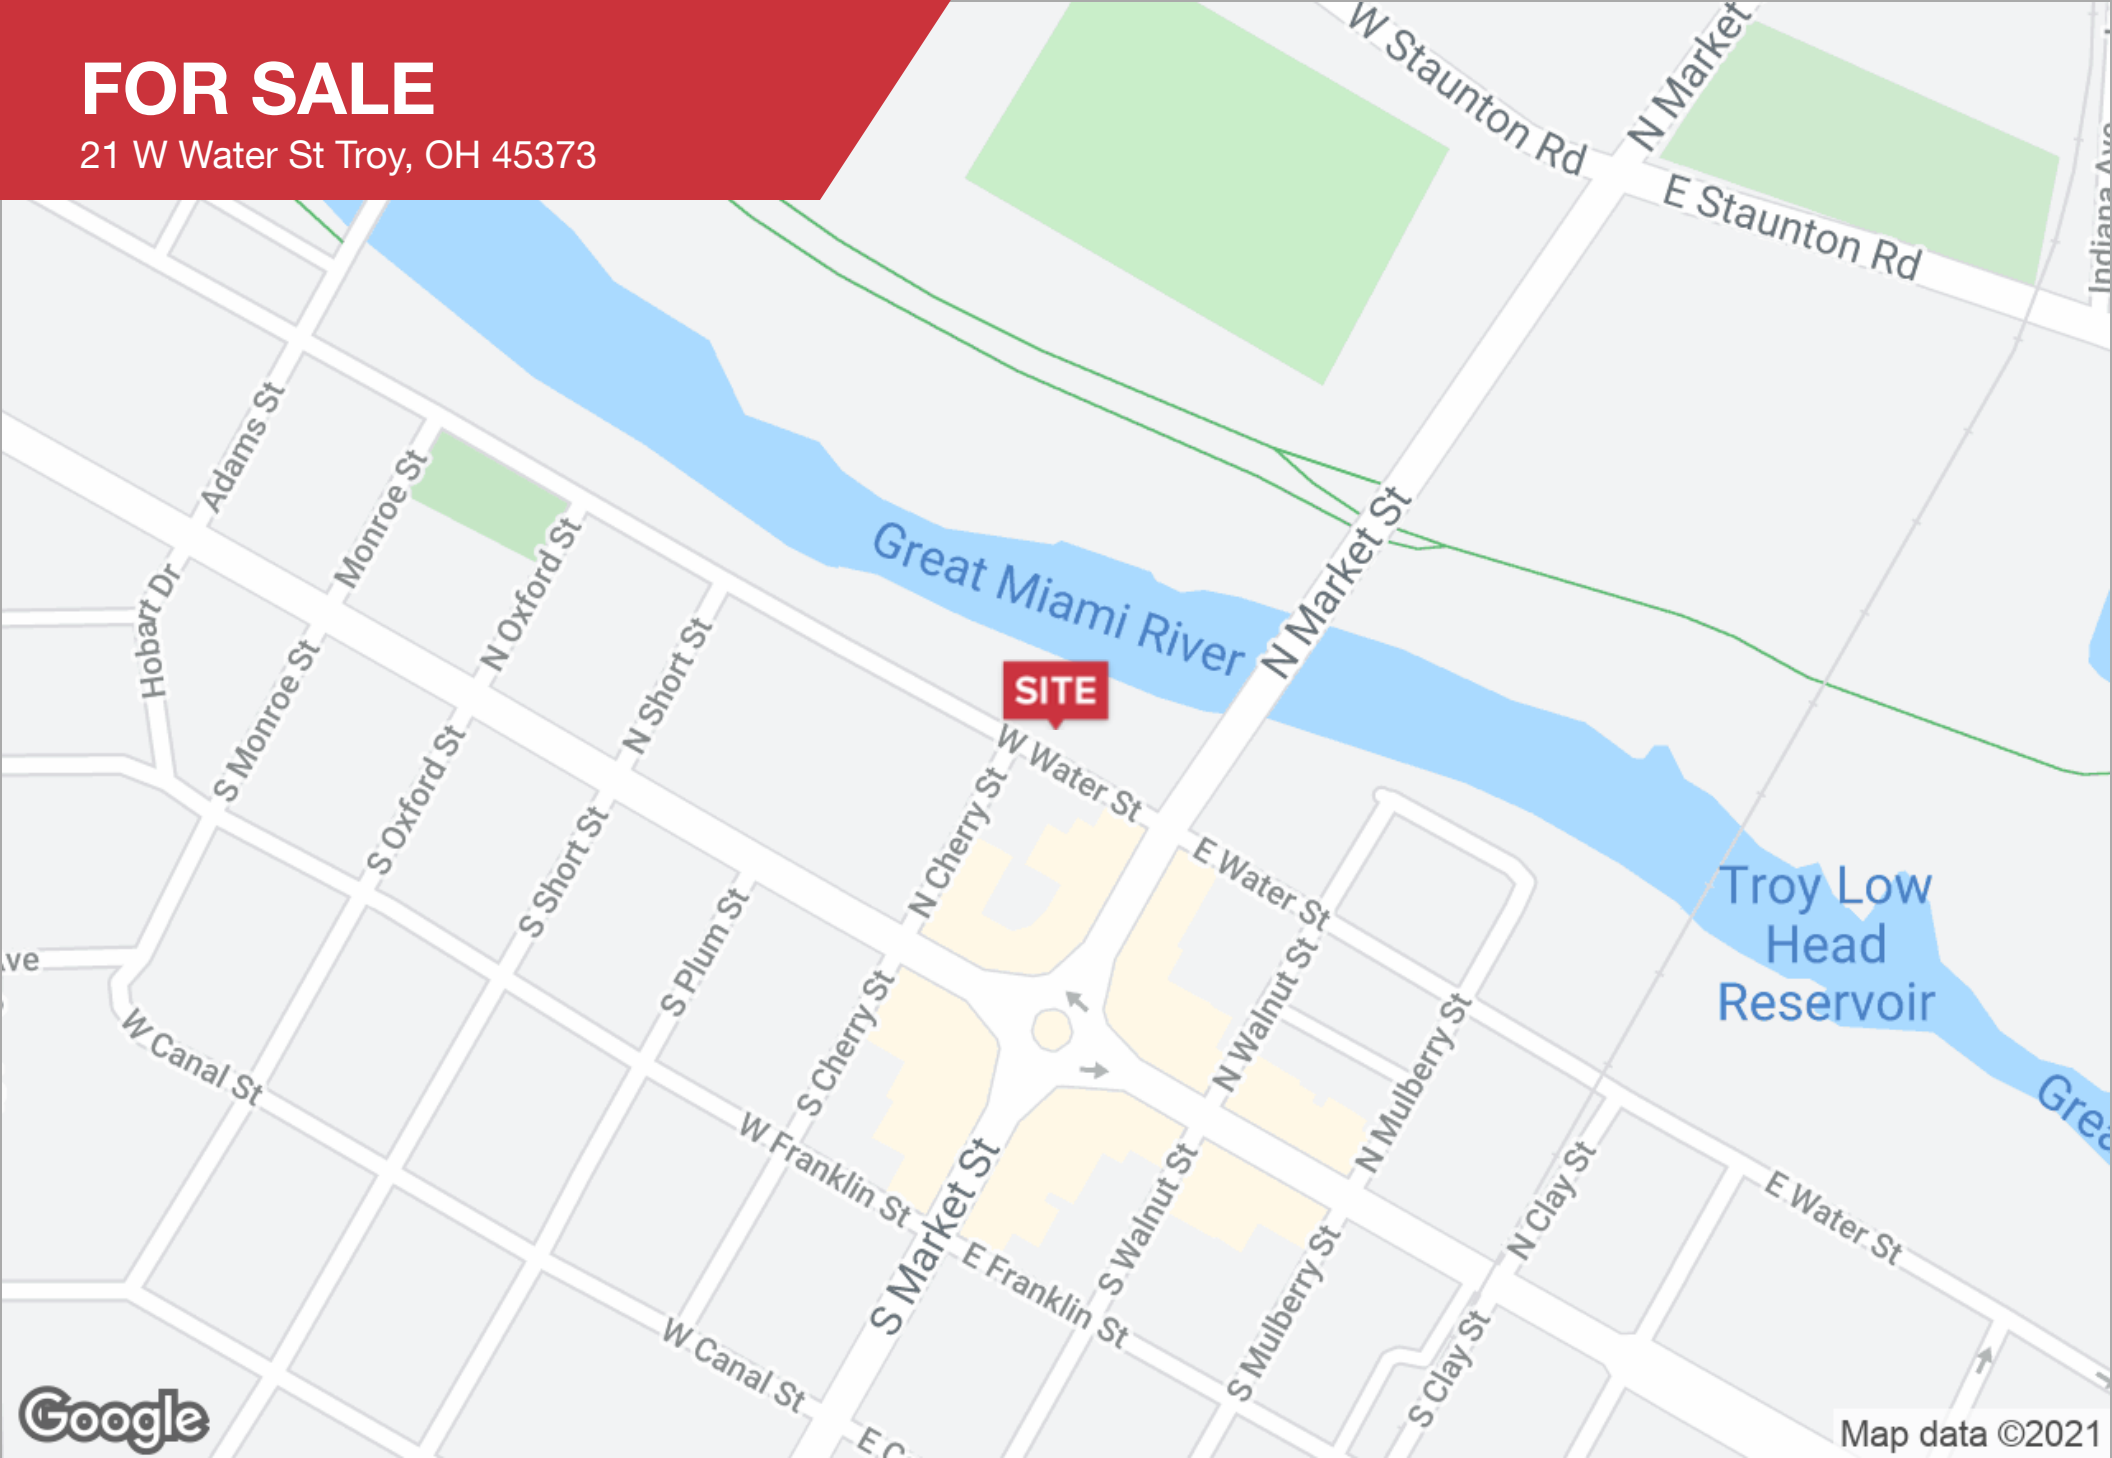 FOR SALE
21 W Water St Troy, OH 45373
W Staunton Rd
N Market
E Staunton Rd
Indiana Ave
Adams St
Monroe St
Hobart Dr
N Oxford St
N Short St
S Monroe St
S Oxford St
S Short St
S Plum St
Great Miami River
N Market St
SITE
W Water St
N Cherry St
E Water St
Troy Low
Head
Reservoir
N Walnut St
N Mulberry St
S Cherry St
W Canal St
W Franklin St
S Market St
E Franklin St
S Walnut St
S Mulberry St
N Clay St
S Clay St
E Water St
W Canal St
E C
Grea
Google
Map data ©2021